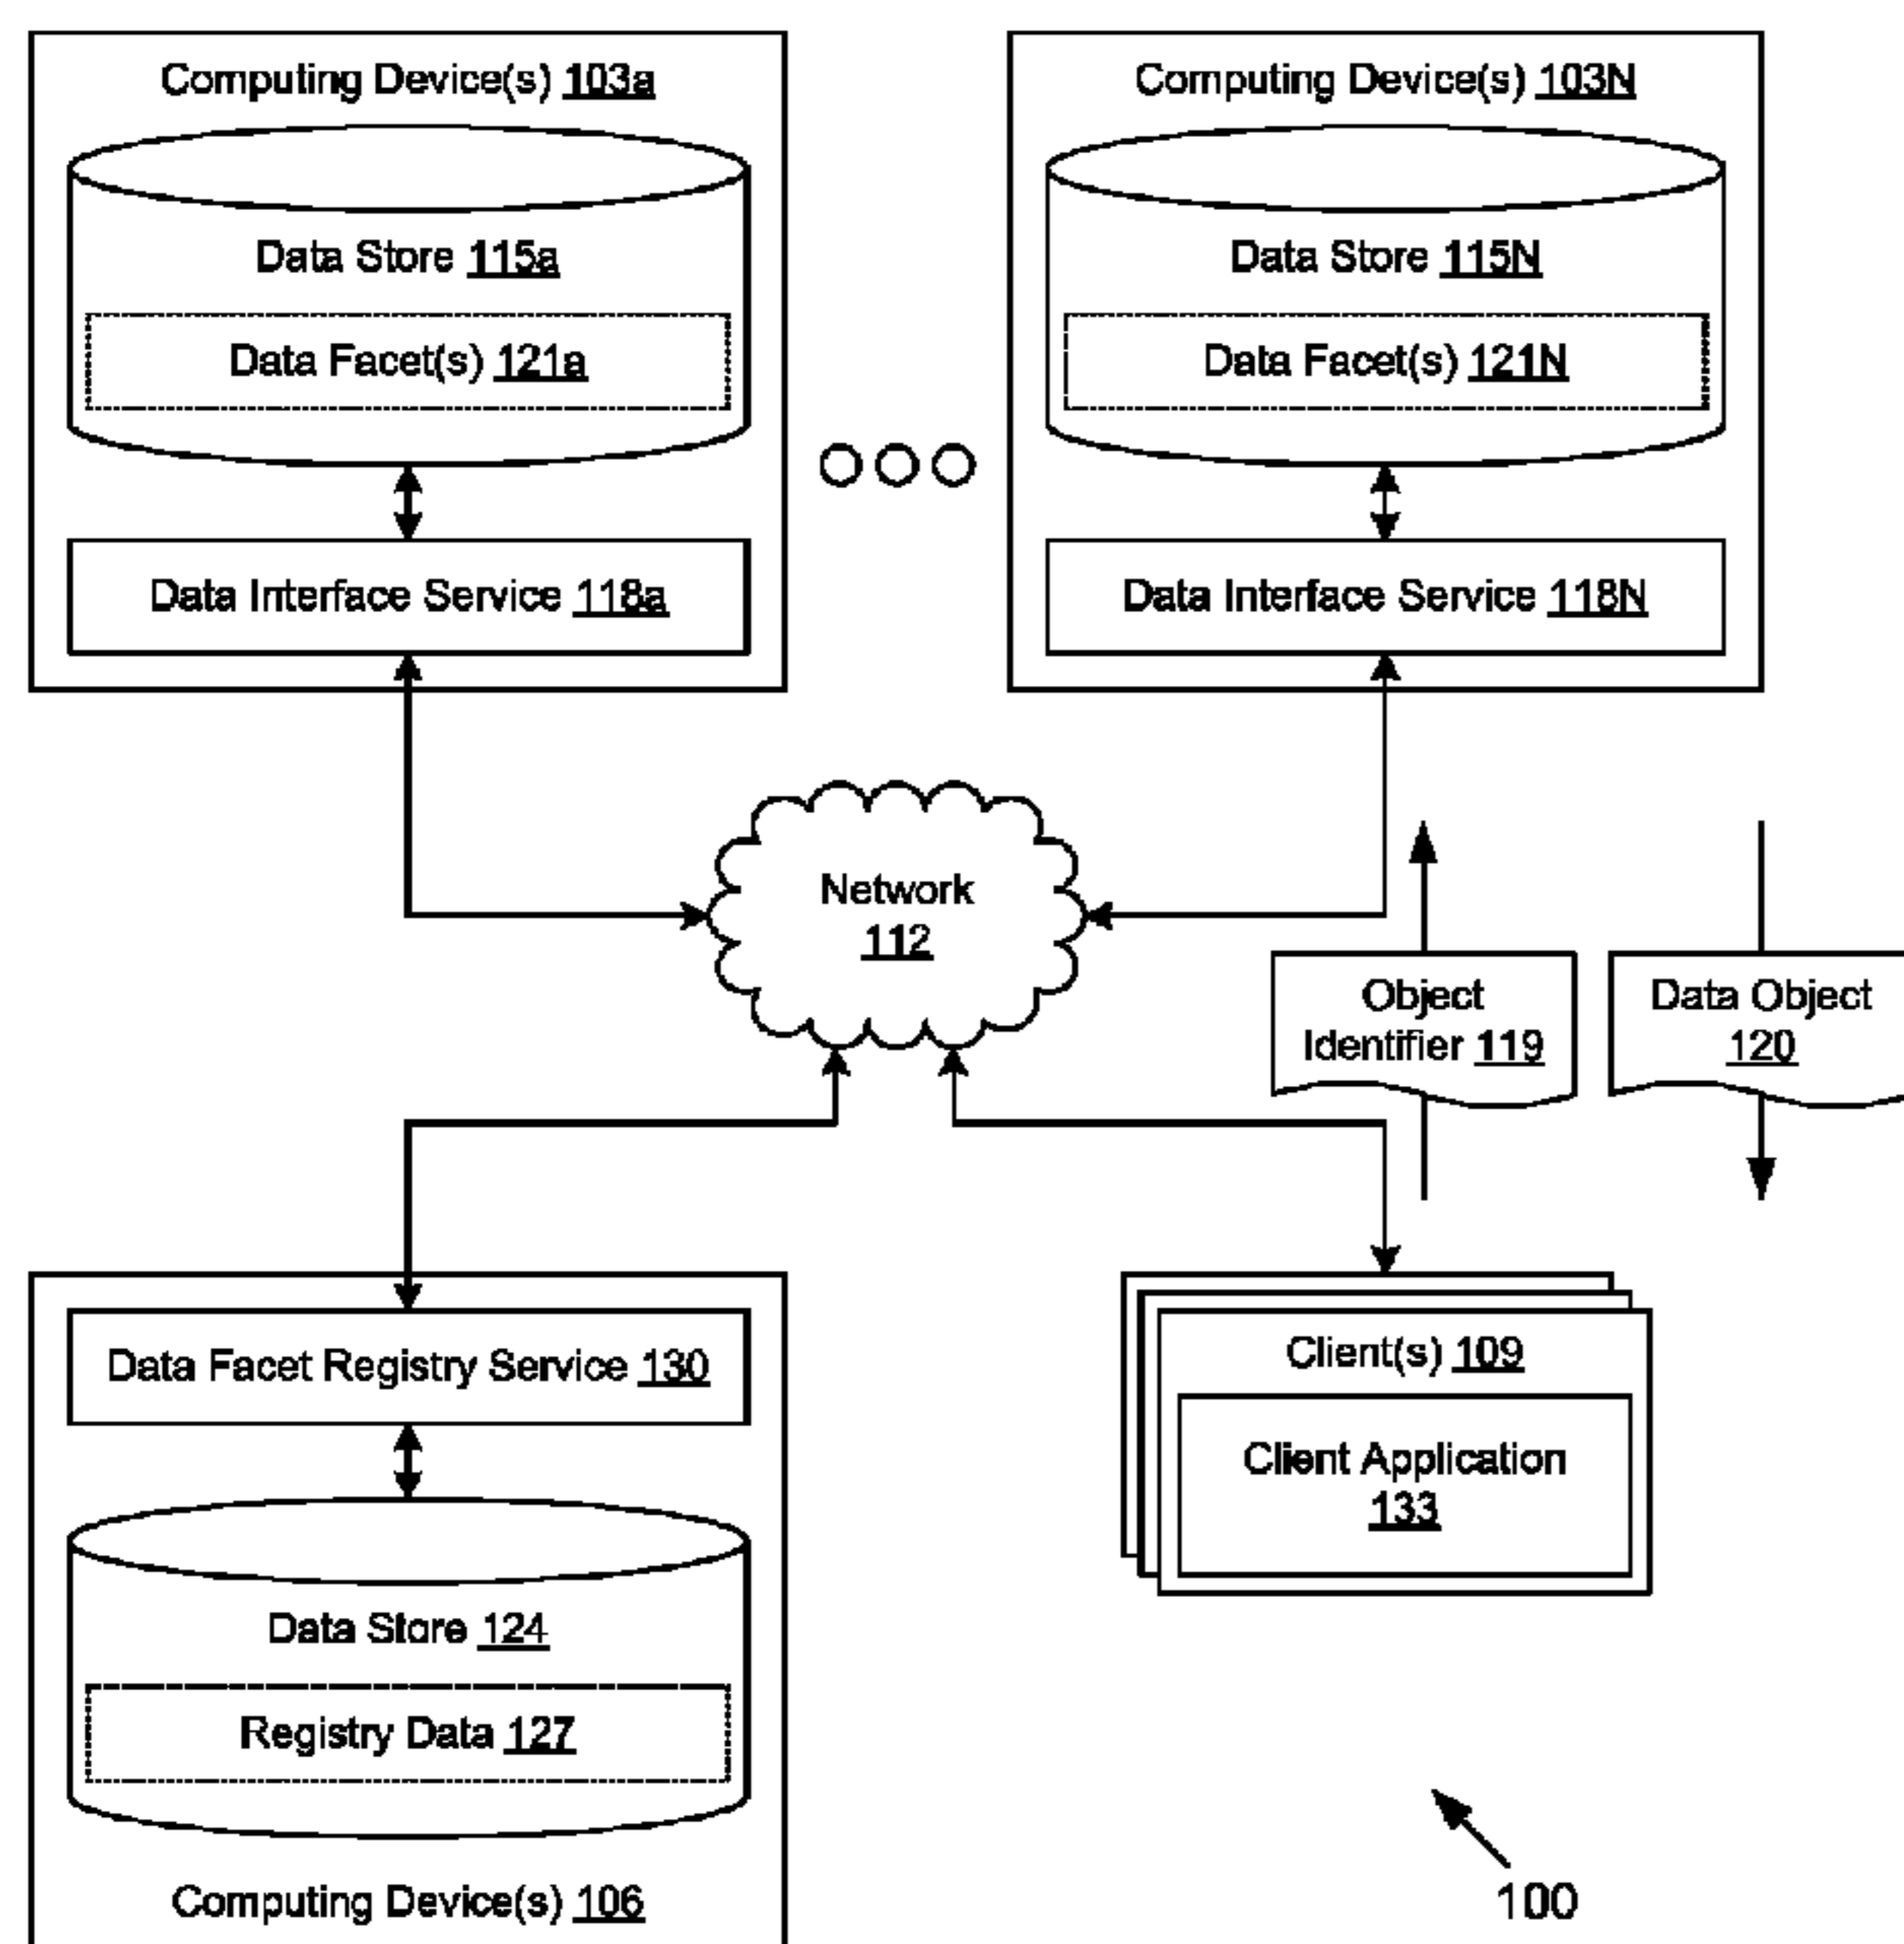 Computing Device(s) 103a
Data Store 115a
Data Facet(s) 121a
Data Interface Service 118a
Computing Device(s) 103N
Data Store 115N
Data Facet(s) 121N
Data Interface Service 118N
Network
112
Object
Identifier 119
Data Object
120
Data Facet Registry Service 130
Data Store 124
Registry Data 127
Computing Device(s) 106
Client(s) 109
Client Application
133
100